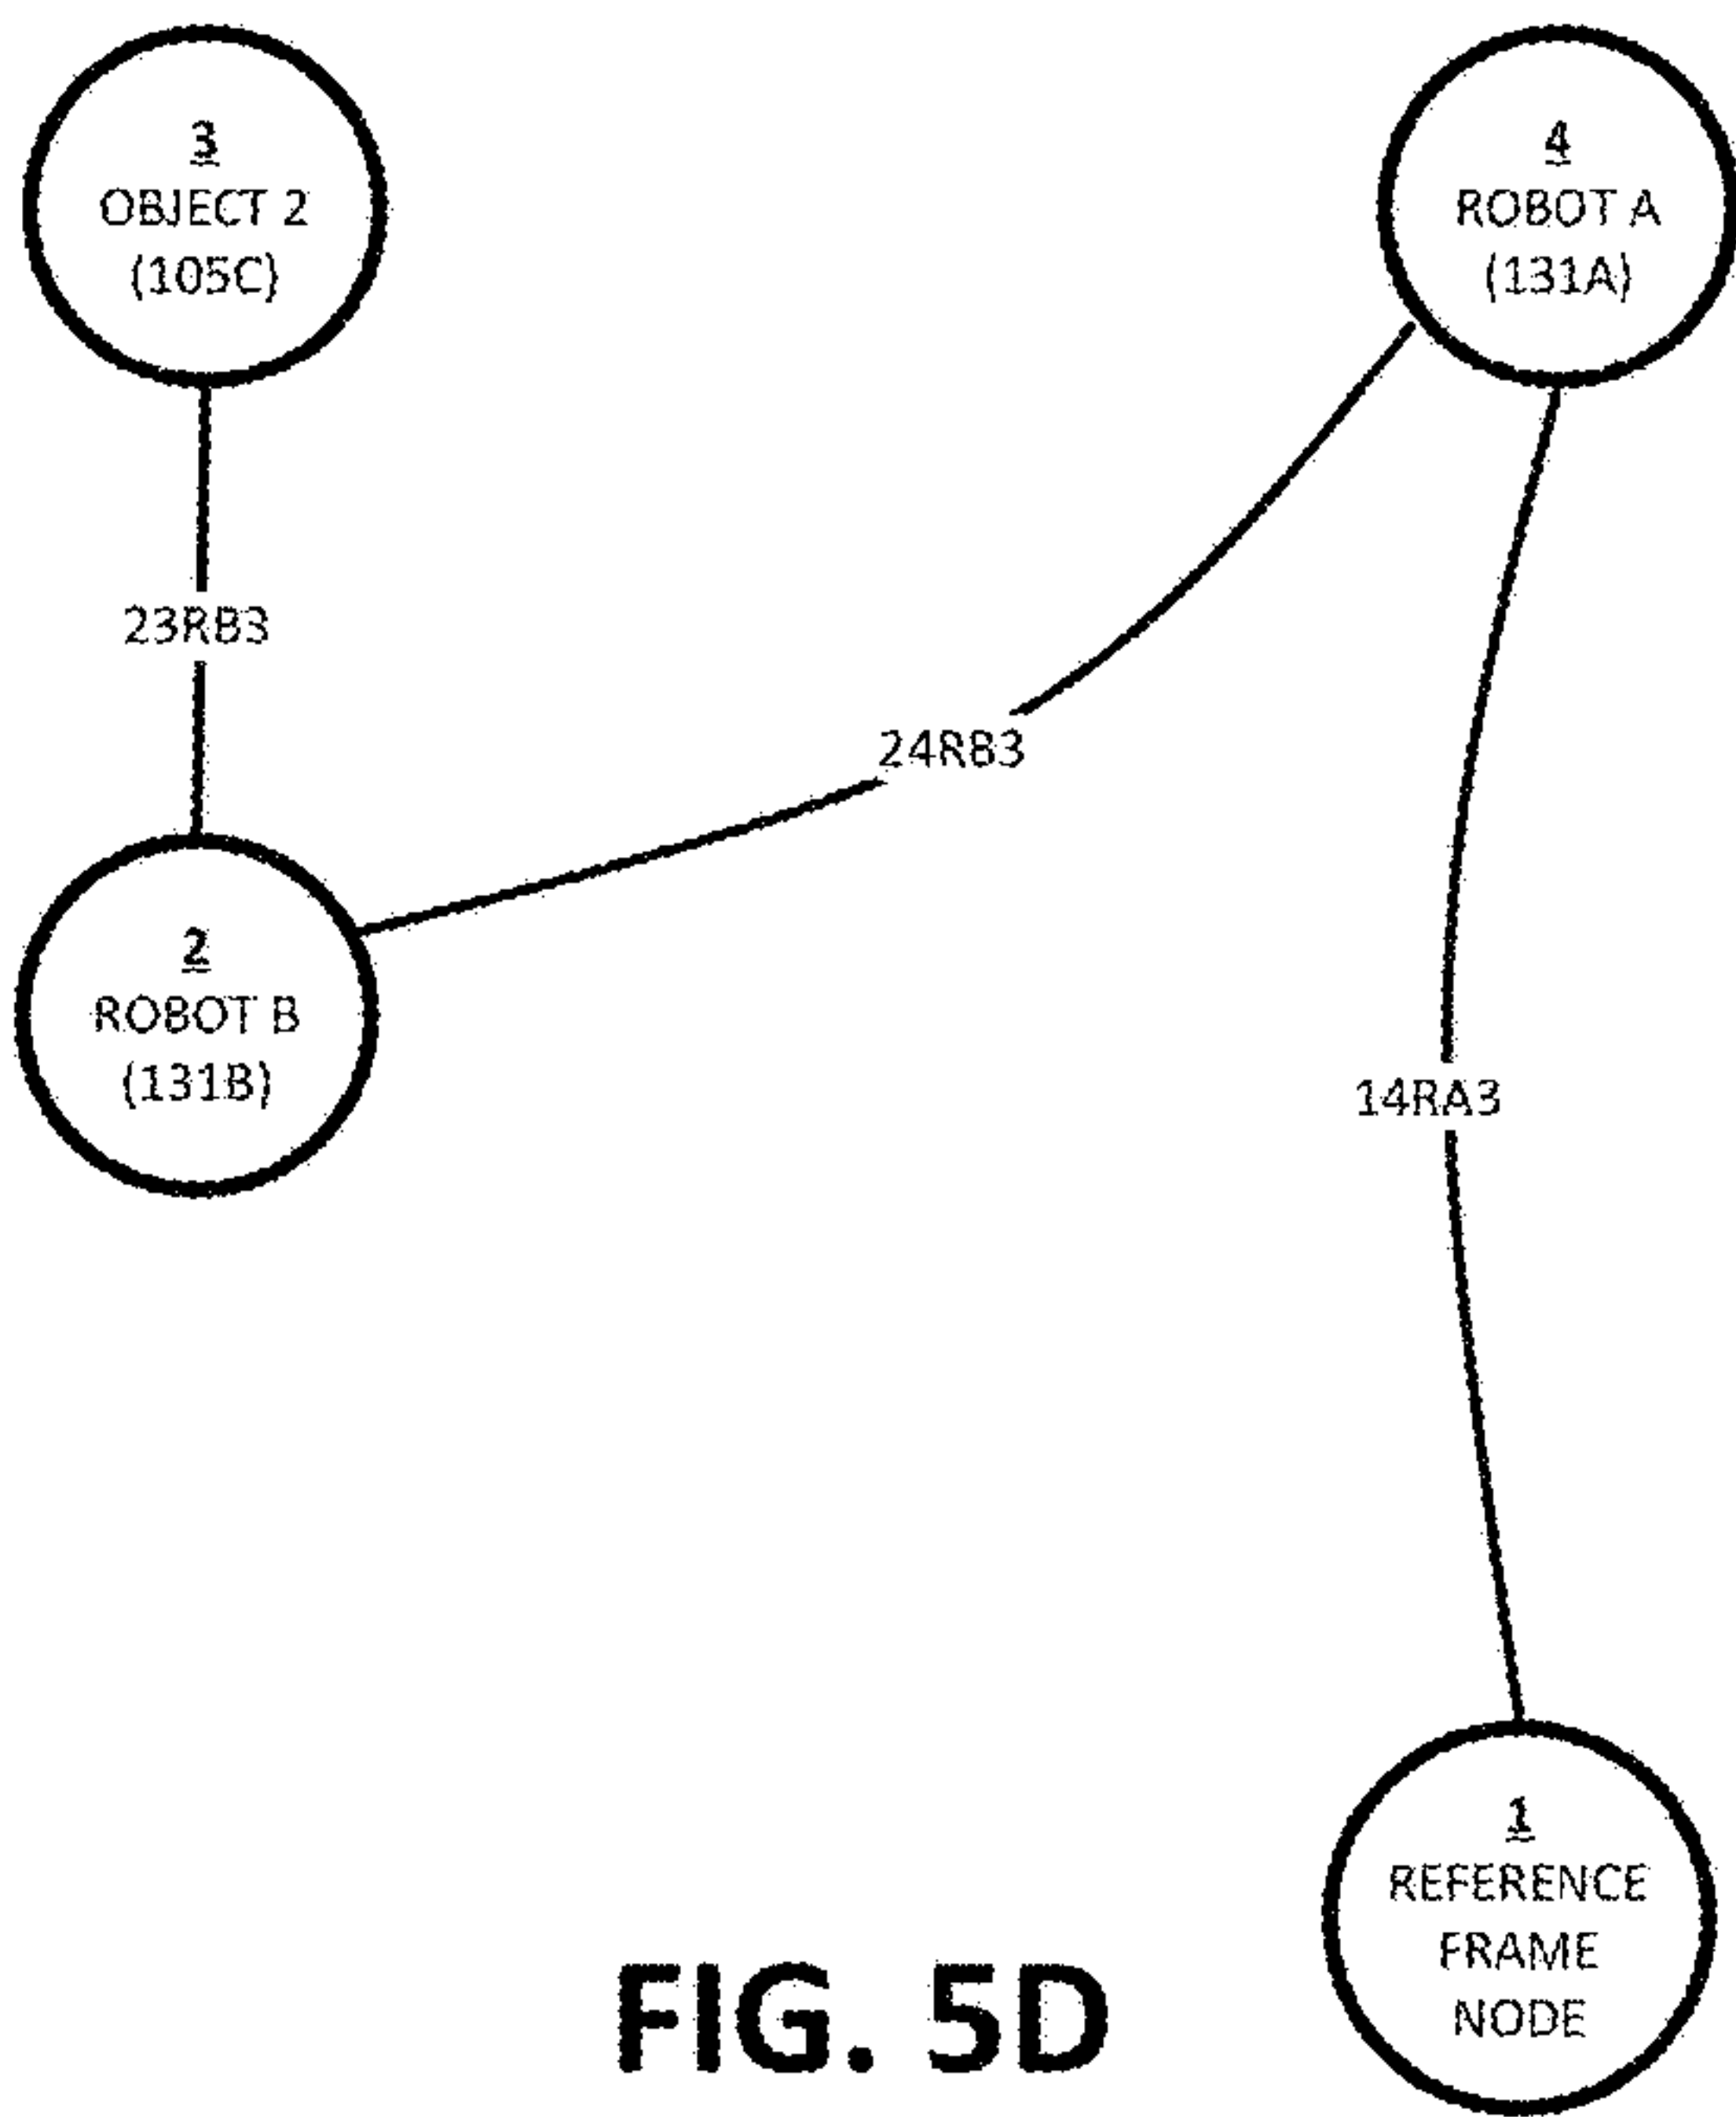 3
OBJECT 2
(105C)
4
ROBOT A
(131A)
23RB3
24RB3
2
ROBOT B
(131B)
14RA3
1
REFERENCE
FRAME
NODE
FIG. 5D